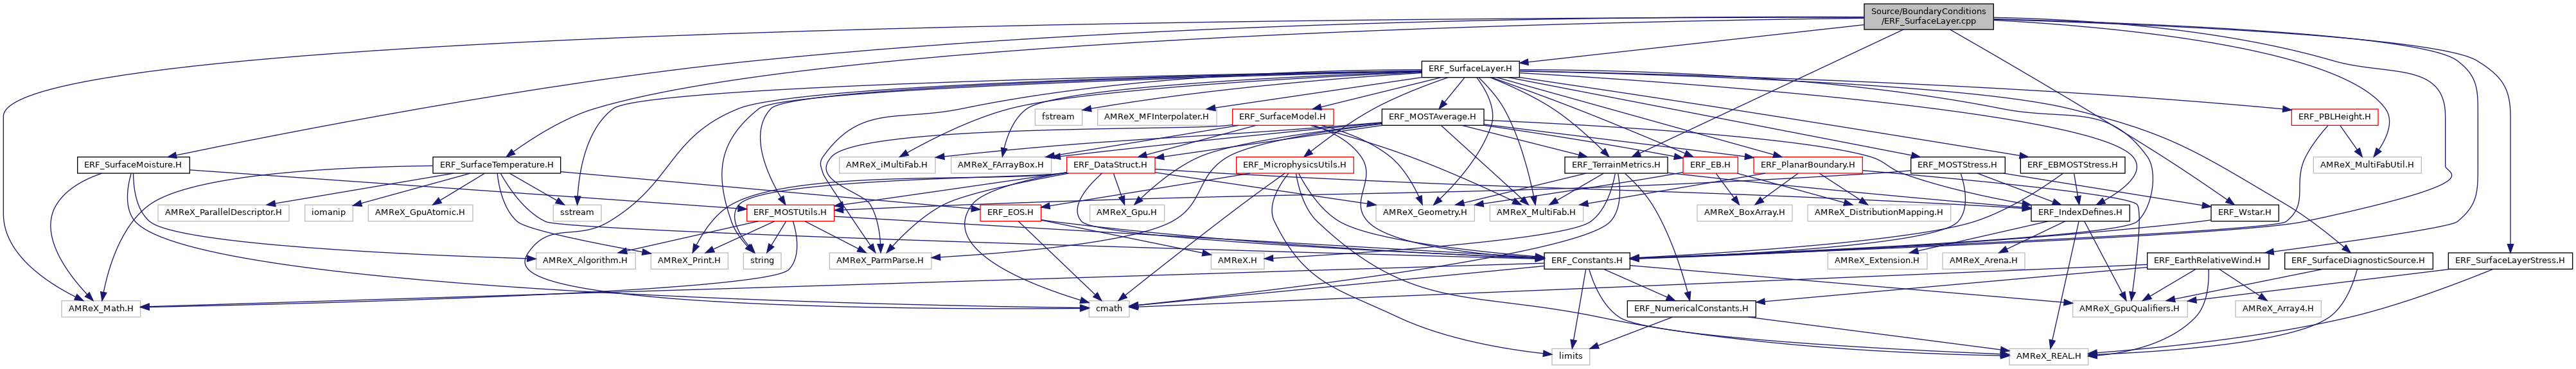 Source/BoundaryConditions
/ERF_SurfaceLayer.cpp
ERF_SurfaceLayer.H
fstream
AMReX_MFInterpolater.H
ERF_SurfaceModel.H
ERF_MOSTAverage.H
ERF_PBLHeight.H
ERF_SurfaceMoisture.H
ERF_SurfaceTemperature.H
AMReX_iMultiFab.H
AMReX_FArrayBox.H
ERF_DataStruct.H
ERF_MicrophysicsUtils.H
ERF_TerrainMetrics.H
ERF_EB.H
ERF_PlanarBoundary.H
ERF_MOSTStress.H
ERF_EBMOSTStress.H
AMReX_MultiFabUtil.H
AMReX_ParallelDescriptor.H
iomanip
AMReX_GpuAtomic.H
sstream
ERF_MOSTUtils.H
ERF_EOS.H
AMReX_Gpu.H
AMReX_Geometry.H
AMReX_MultiFab.H
AMReX_BoxArray.H
AMReX_DistributionMapping.H
ERF_IndexDefines.H
ERF_Wstar.H
AMReX_Algorithm.H
AMReX_Print.H
string
AMReX_ParmParse.H
AMReX.H
ERF_Constants.H
AMReX_Extension.H
AMReX_Arena.H
ERF_EarthRelativeWind.H
ERF_SurfaceDiagnosticSource.H
ERF_SurfaceLayerStress.H
AMReX_Math.H
cmath
ERF_NumericalConstants.H
AMReX_GpuQualifiers.H
AMReX_Array4.H
limits
AMReX_REAL.H